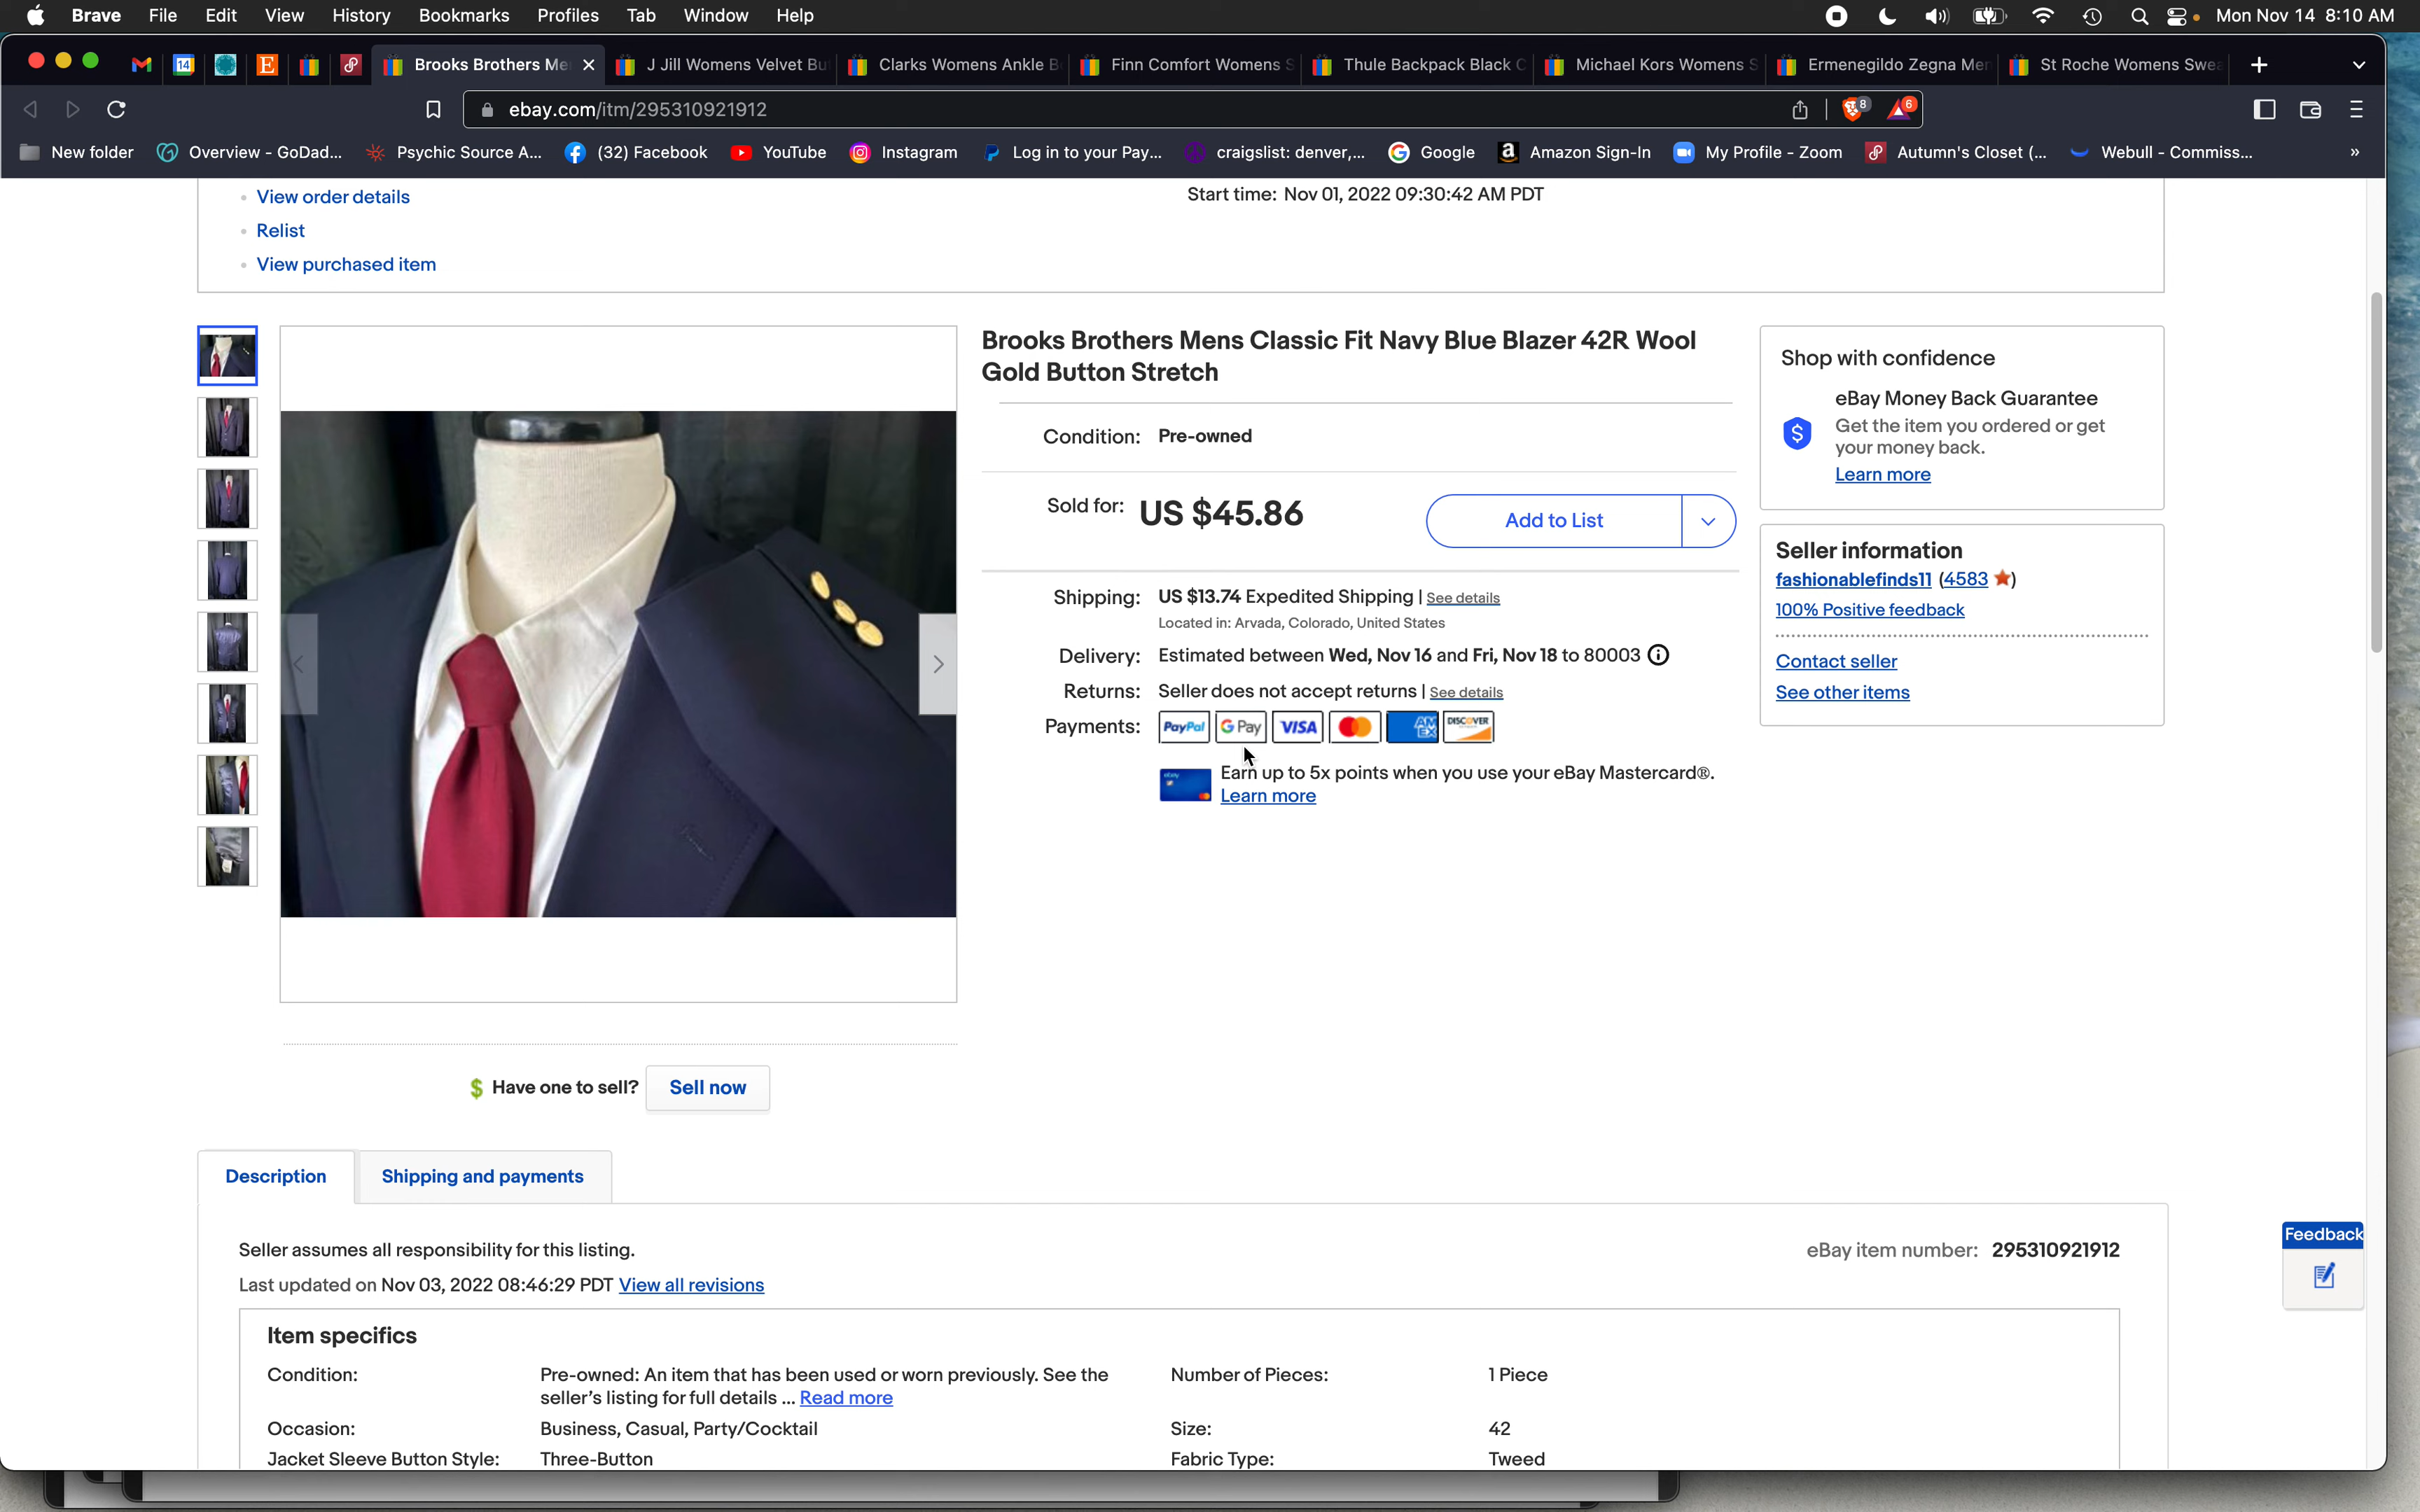 Brave File Edit View History Bookmarks Profiles Tab Window Help Mon Nov 14 8:10 AM
14 Brooks Brothers Me J Jill Womens Velvet Bu Clarks Womens Ankle B Finn Comfort Womens S Thule Backpack Black C Michael Kors Womens S Ermenegildo Zegna Men St Roche Womens Swea
ebay.com/itm/295310921912 8 6
New folder Overview - GoDad... Psychic Source A... (32) Facebook YouTube Instagram Log in to your Pay... craigslist: denver,... Google Amazon Sign-In My Profile - Zoom Autumn's Closet (... Webull - Commiss... »
View order details
Start time: Nov 01, 2022 09:30:42 AM PDT
Relist
View purchased item
Brooks Brothers Mens Classic Fit Navy Blue Blazer 42R Wool
Gold Button Stretch
Condition: Pre-owned
Sold for: US $45.86
Add to List
Shipping: US $13.74 Expedited Shipping | See details
Located in: Arvada, Colorado, United States
Delivery: Estimated between Wed, Nov 16 and Fri, Nov 18 to 80003
Returns: Seller does not accept returns | See details
Payments: PayPal G Pay VISA AM EX DISCOVER
ebay Earn up to 5x points when you use your eBay Mastercard®.
Learn more
Shop with confidence
eBay Money Back Guarantee
Get the item you ordered or get
your money back.
Learn more
Seller information
fashionablefinds11 (4583 )
100% Positive feedback
Contact seller
See other items
Have one to sell? Sell now
Description Shipping and payments
Seller assumes all responsibility for this listing.
eBay item number: 295310921912
Last updated on Nov 03, 2022 08:46:29 PDT View all revisions
Feedback
Item specifics
Condition: Pre-owned: An item that has been used or worn previously. See the
seller's listing for full details ... Read more
Number of Pieces: 1 Piece
Occasion: Business, Casual, Party/Cocktail
Size: 42
Jacket Sleeve Button Style: Three-Button
Fabric Type: Tweed